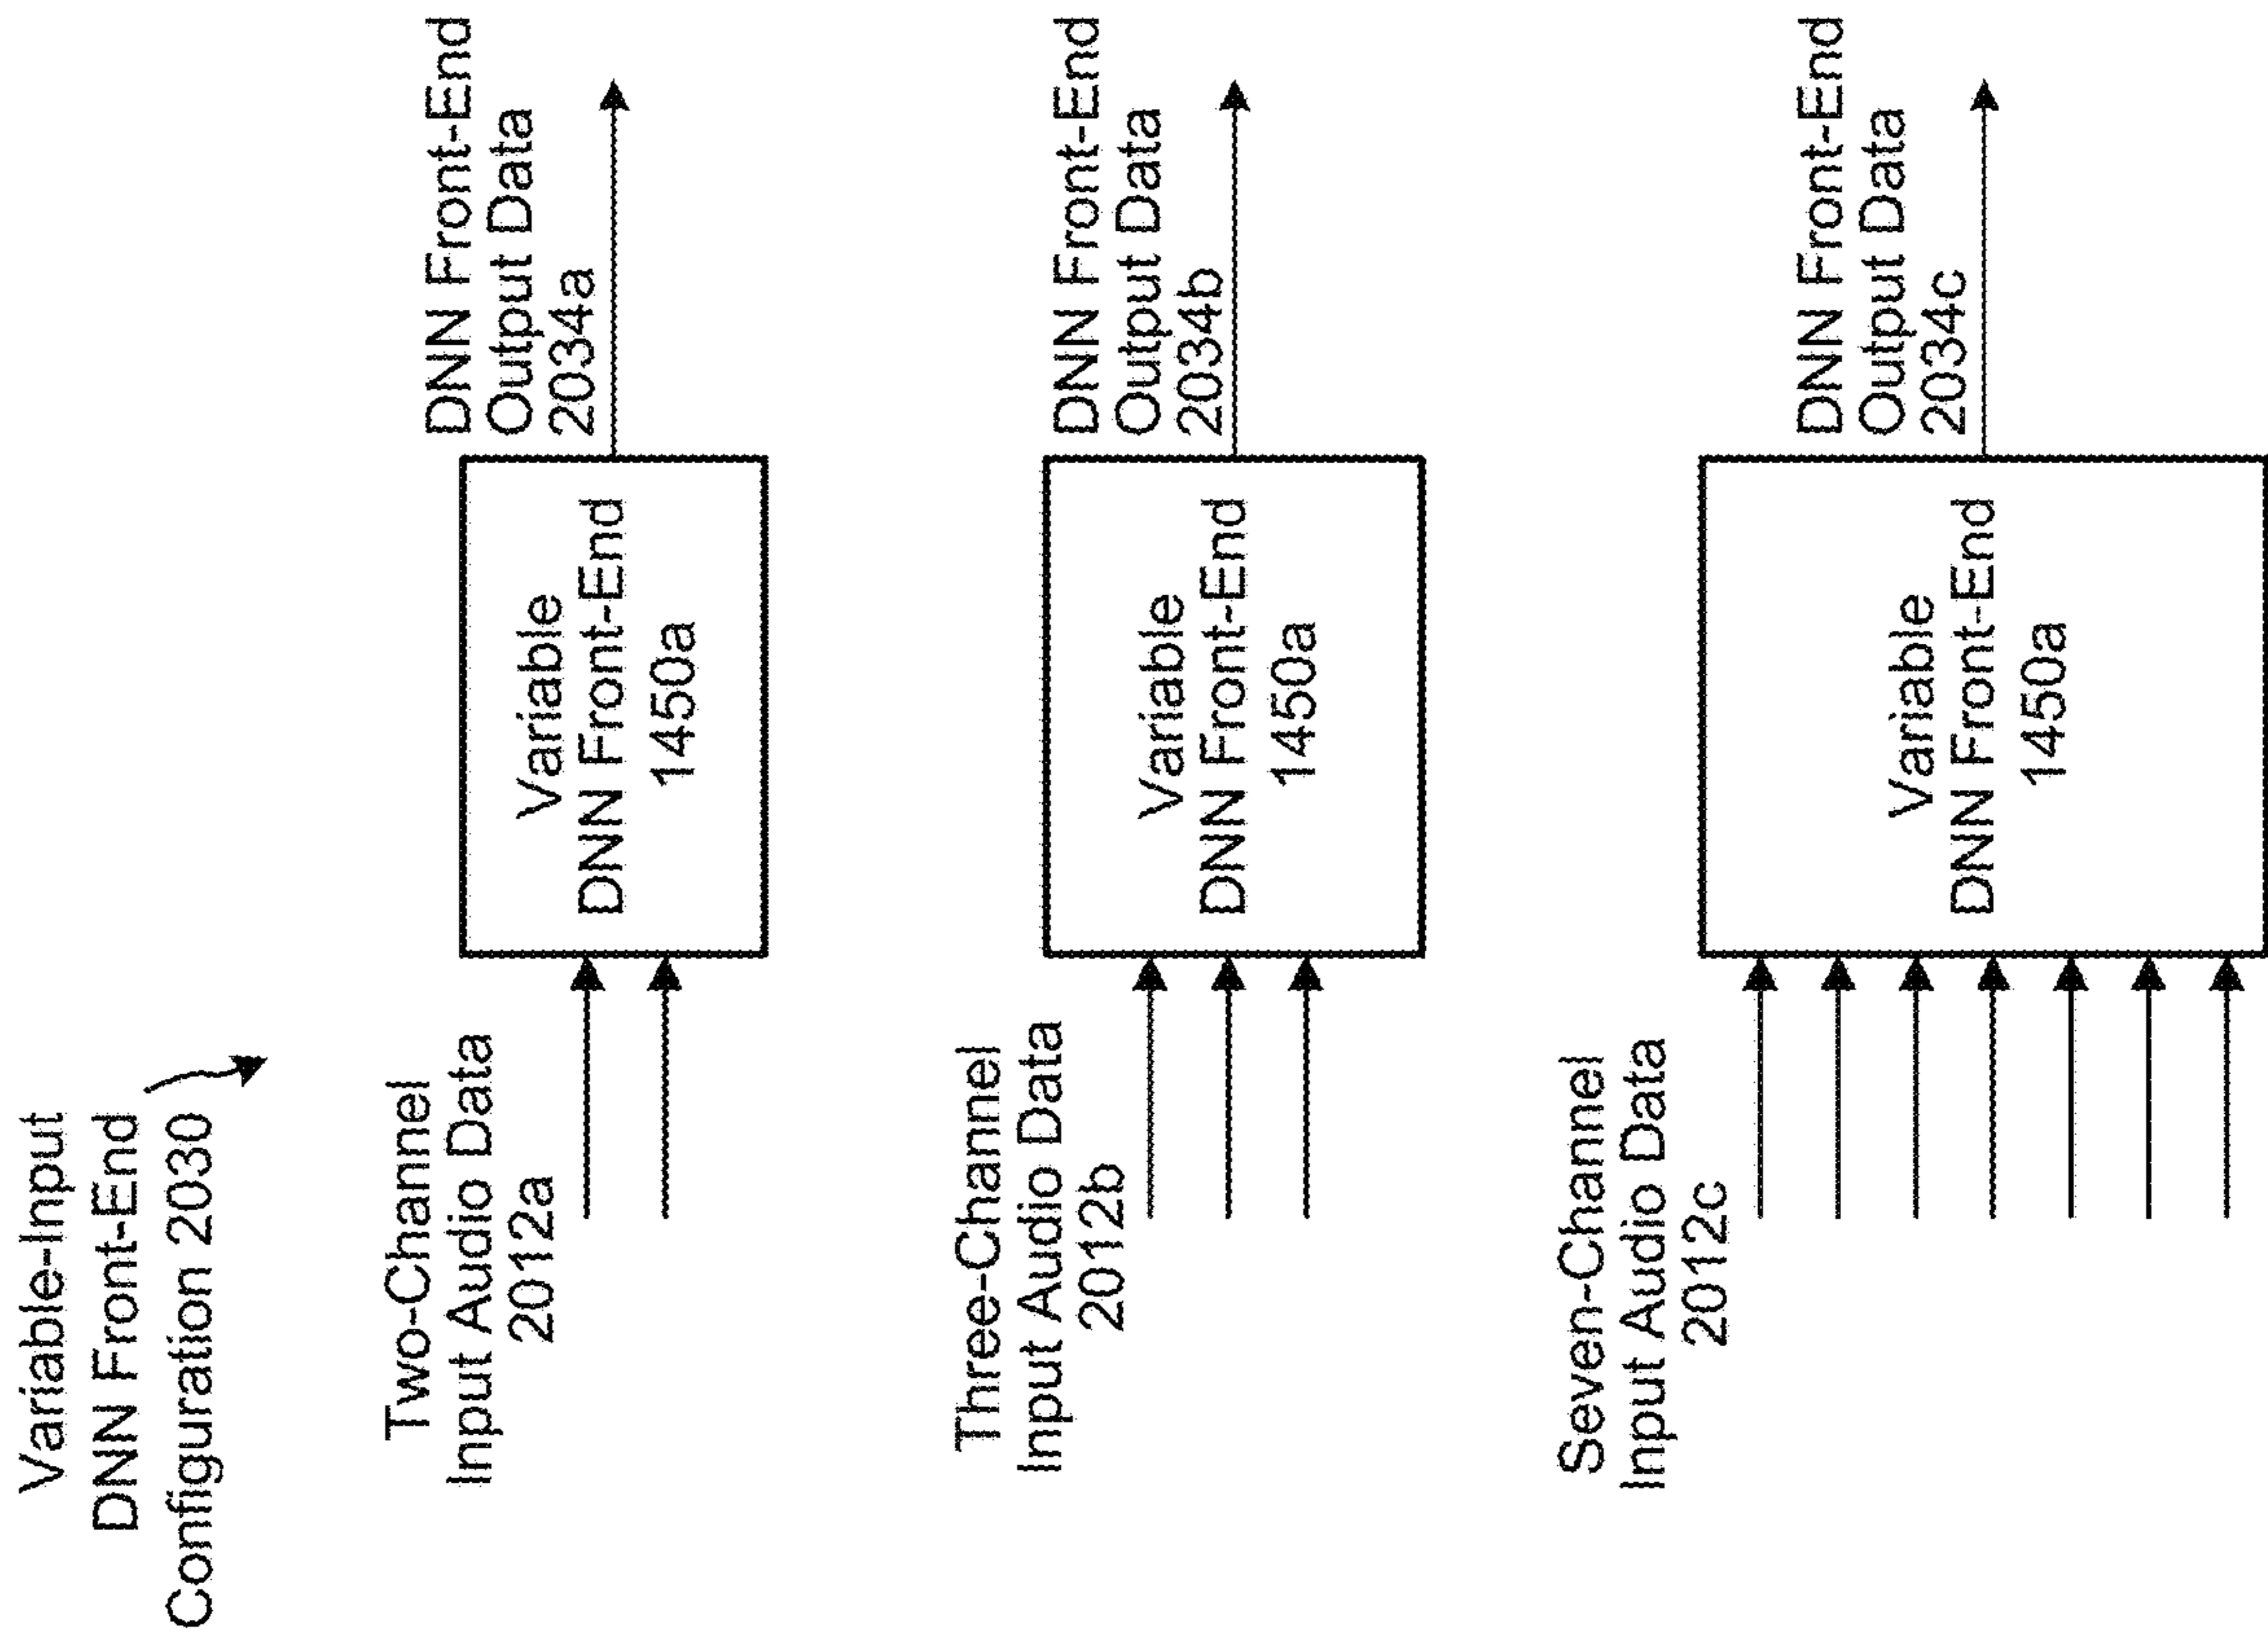 Variable-Input
DNN Front-End
Configuration 2030
Two-Channel
Input Audio Data
2012a
Variable
DNN Front-End
1450a
DNN Front-End
Output Data
2034a
Three-Channel
Input Audio Data
2012b
Variable
DNN Front-End
1450a
DNN Front-End
Output Data
2034b
Seven-Channel
Input Audio Data
2012c
Variable
DNN Front-End
1450a
DNN Front-End
Output Data
2034c